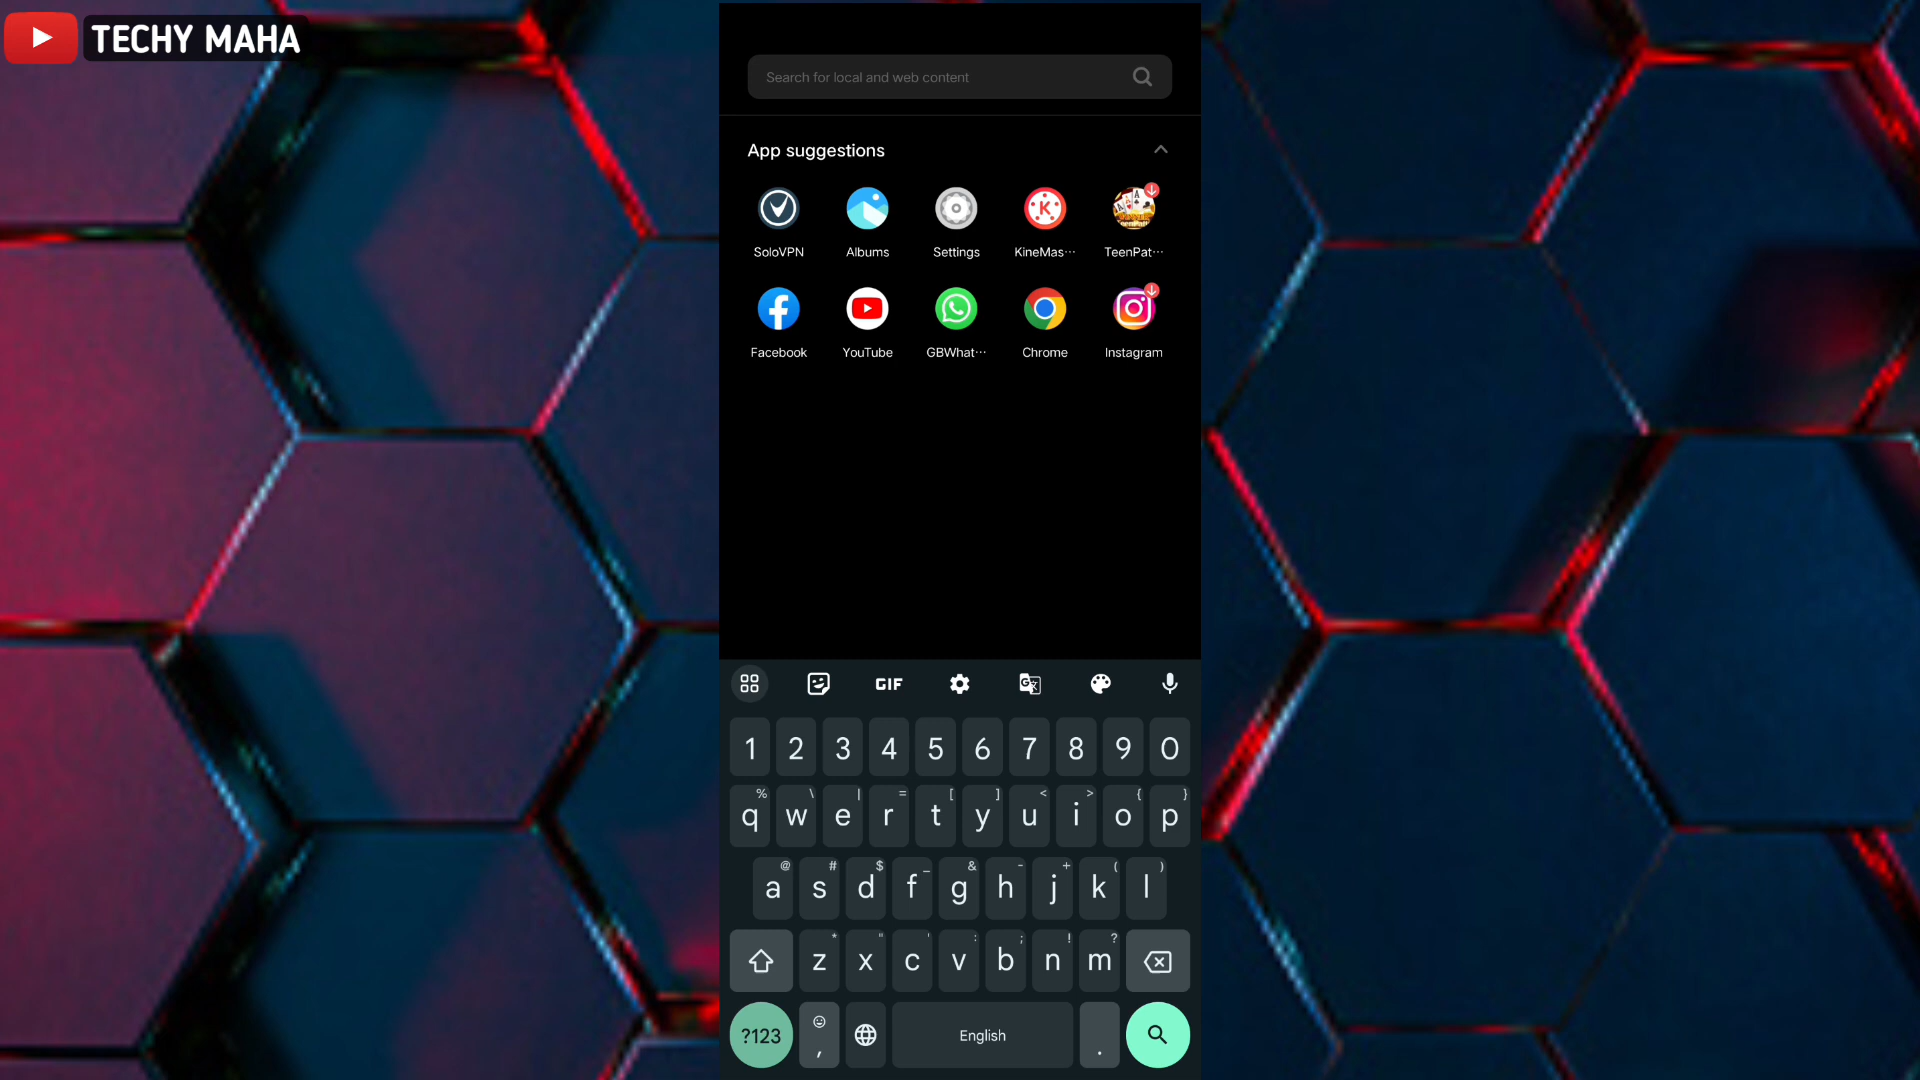 TECHY MAHA
Search for local and web content
App suggestions
SoloVPN Albums Settings KineMas··· TeenPat···
Facebook YouTube GBWhat··· Chrome Instagram
GIF
1 2 3 4 5 6 7 8 9 0
% \ | = [ ] < > { }
q w e r t y u i o p
@ # $ _ & - + ( )
a s d f g h j k l
* " ' : ; ! ?
z x c v b n m
?123 , English .